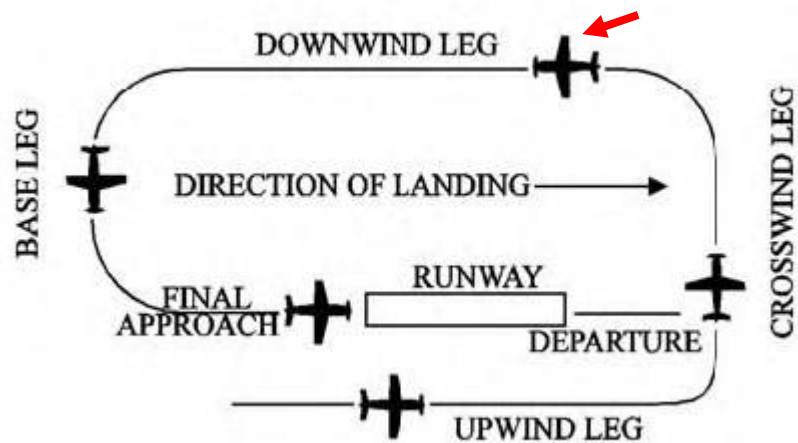 DOWNWIND LEG
BASE LEG
CROSSWIND LEG
DIRECTION OF LANDING
RUNWAY
FINAL
APPROACH
DEPARTURE
UPWIND LEG